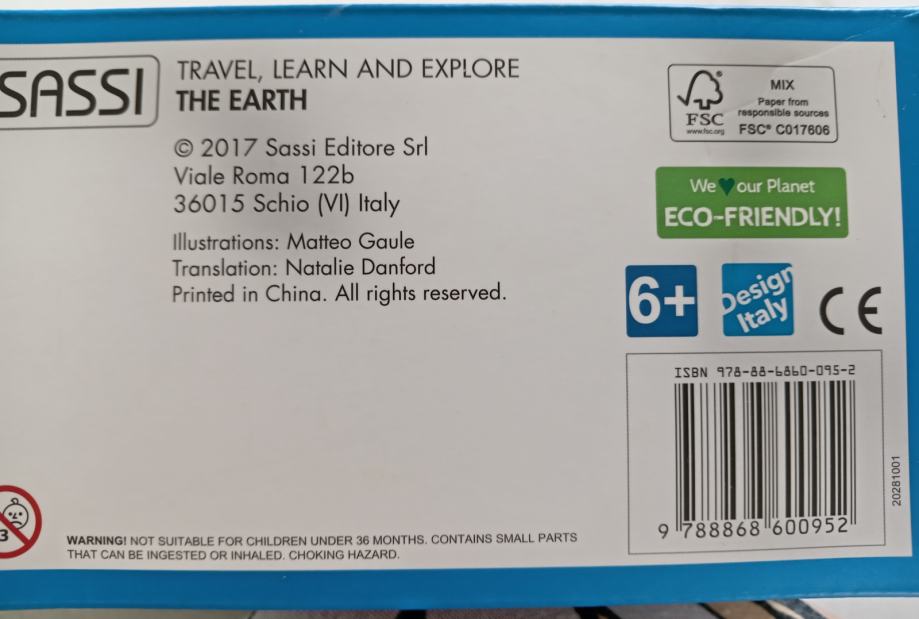 SASSI
TRAVEL, LEARN AND EXPLORE
THE EARTH
© 2017 Sassi Editore Srl
Viale Roma 122b
36015 Schio (VI) Italy
Illustrations: Matteo Gaule
Translation: Natalie Danford
Printed in China. All rights reserved.
FSC
www.fsc.org
MIX
Paper from
responsible sources
FSC® C017606
We ♥ our Planet
ECO-FRIENDLY!
6+
Design
Italy
CE
ISBN 978-88-6860-095-2
9 788868 600952
20281001
3
WARNING! NOT SUITABLE FOR CHILDREN UNDER 36 MONTHS. CONTAINS SMALL PARTS
THAT CAN BE INGESTED OR INHALED. CHOKING HAZARD.